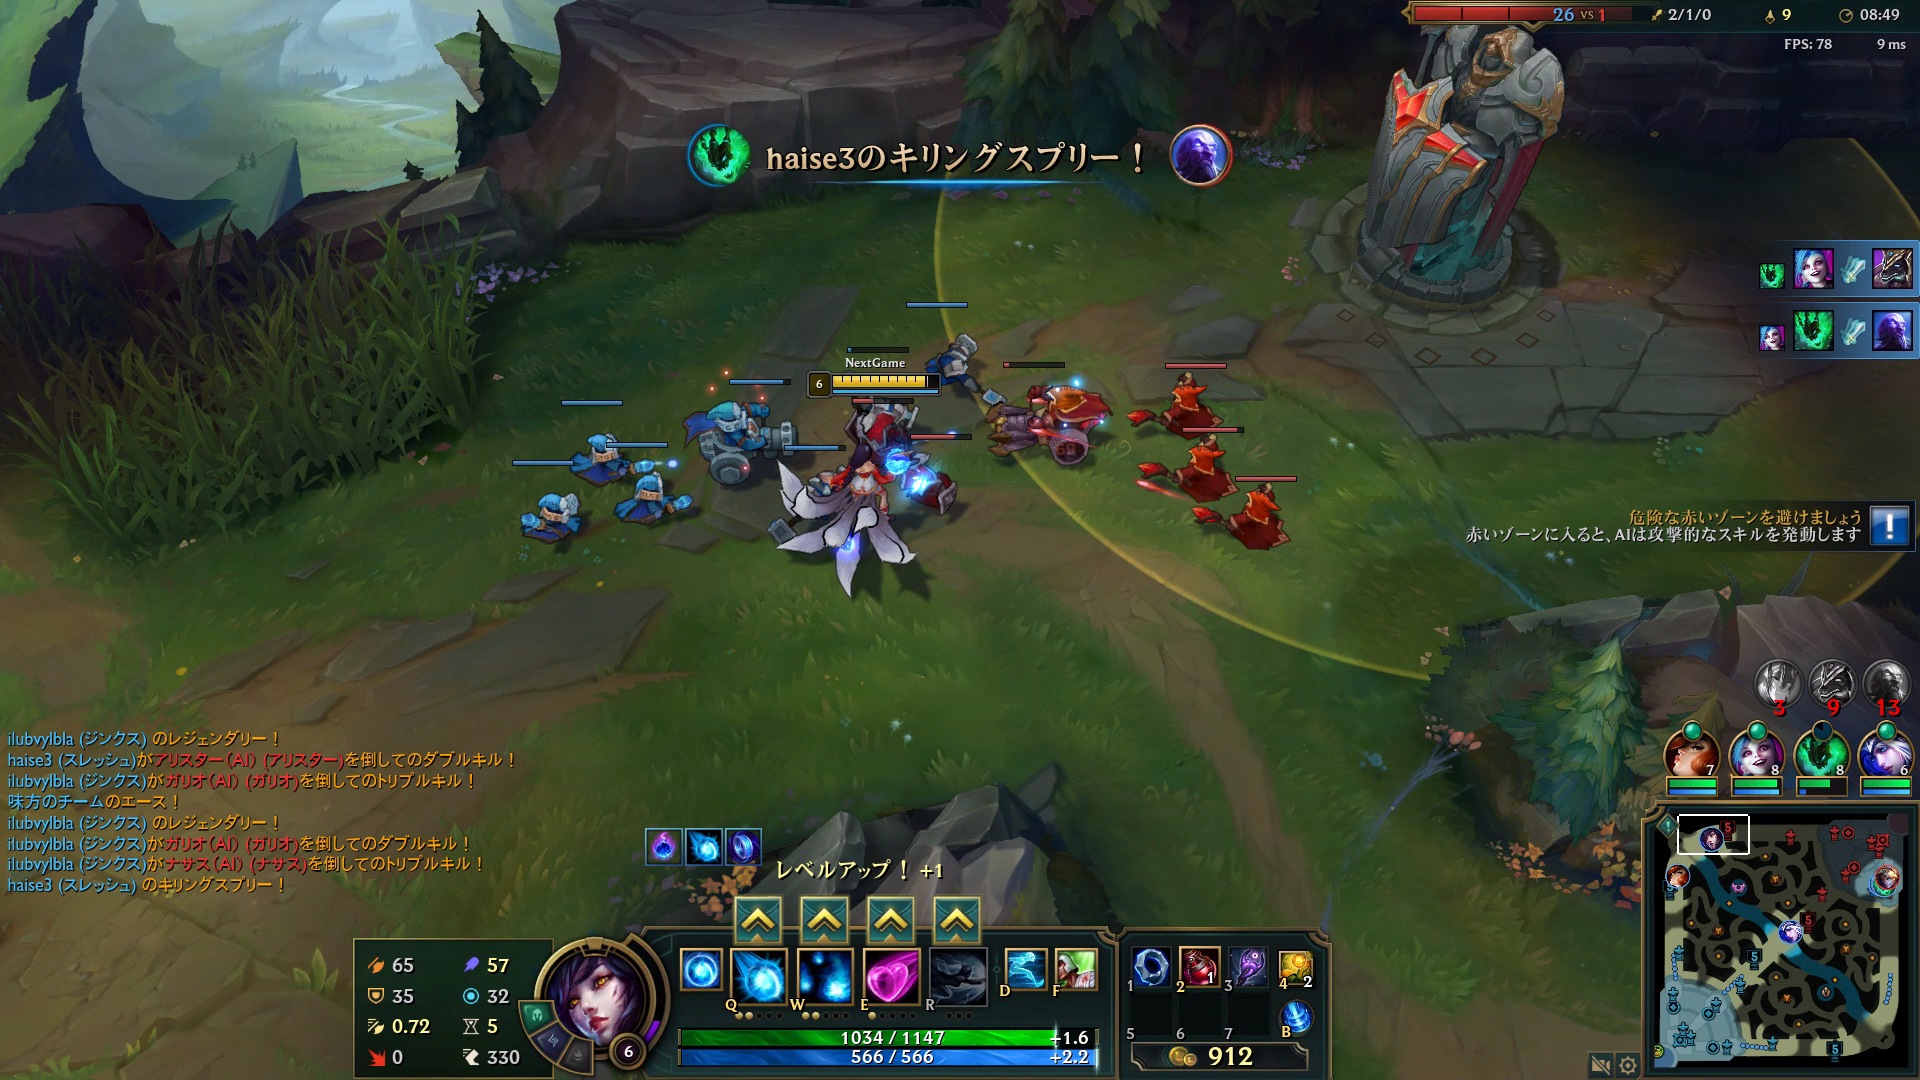 26 vs 1 2/1/0 9 08:49
FPS: 78 9 ms
haise3のキリングスプリー！
NextGame
6
危険な赤いゾーンを避けましょう
赤いゾーンに入ると、AIは攻撃的なスキルを発動します
3 9 13
7 8 8 6
ilubvylbla (ジンクス) のレジェンダリー！
haise3 (スレッシュ)がアリスター(AI) (アリスター)を倒してのダブルキル！
ilubvylbla (ジンクス)がガリオ(AI) (ガリオ)を倒してのトリプルキル！
味方のチームのエース！
ilubvylbla (ジンクス) のレジェンダリー！
ilubvylbla (ジンクス)がガリオ(AI) (ガリオ)を倒してのダブルキル！
ilubvylbla (ジンクス)がナサス(AI) (ナサス)を倒してのトリプルキル！
haise3 (スレッシュ) のキリングスプリー！
レベルアップ！ +1
65 57
35 32
0.72 5
0 330
6
Q W E R D F
1034 / 1147 +1.6
566 / 566 +2.2
1 2 1 3 4 2
5 6 7 B
912
5
5
5
5
5